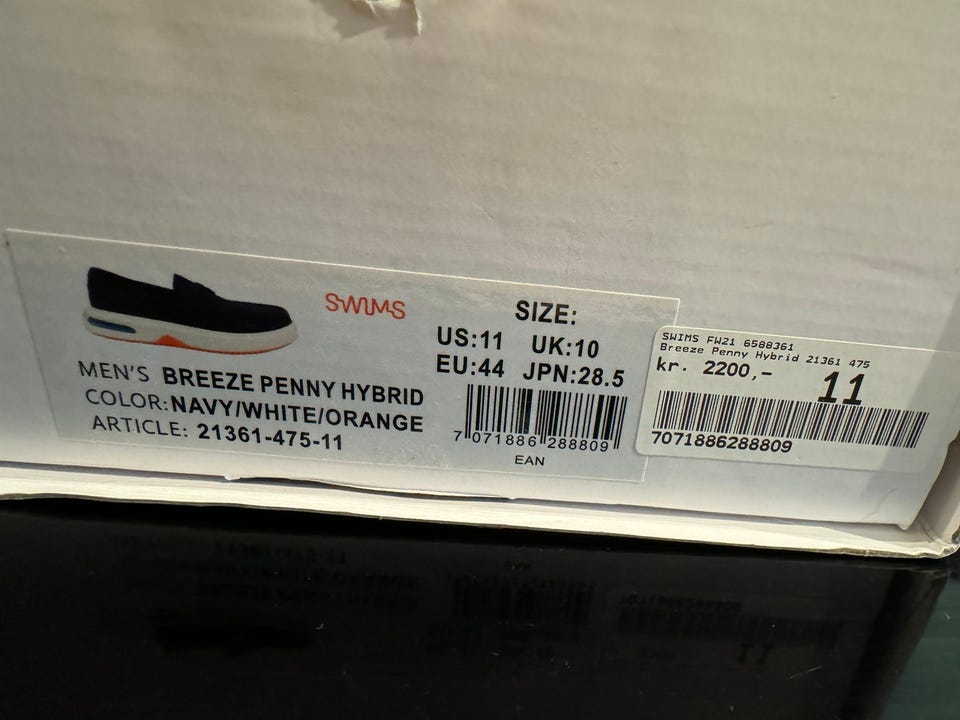 SWIMS
MEN'S BREEZE PENNY HYBRID
COLOR: NAVY/WHITE/ORANGE
ARTICLE: 21361-475-11
SIZE:
US:11 UK:10
EU:44 JPN:28.5
7 071886 288809
EAN
SWIMS FW21 6588361
Breeze Penny Hybrid 21361 475
kr. 2200,-
11
7071886288809